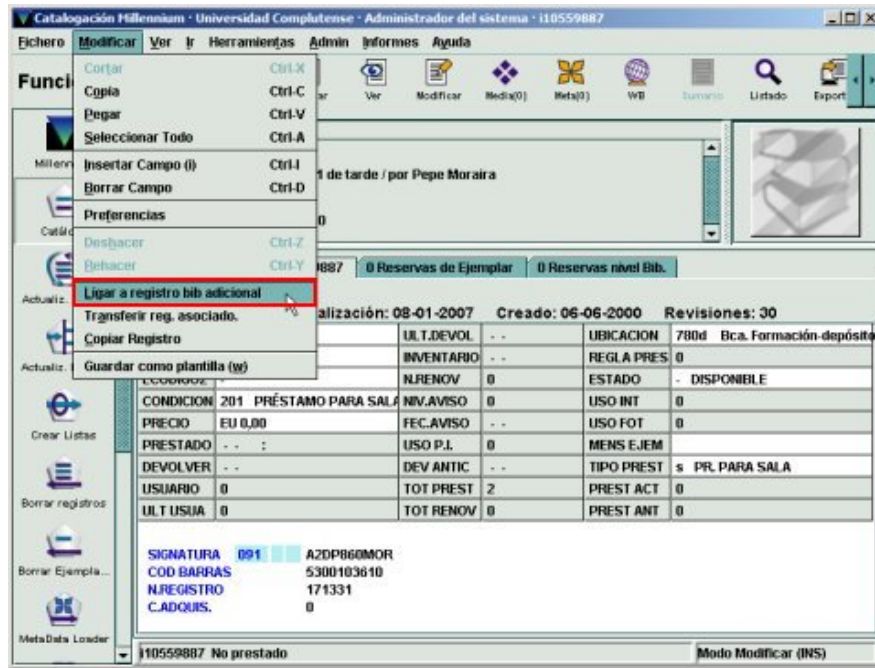 Catalogación Millennium · Universidad Complutense · Administrador del sistema · i10559887
Fichero Modificar Ver Ir Herramientas Admin Informes Ayuda
Cortar Ctrl-X
Copia Ctrl-C
Pegar Ctrl-V
Seleccionar Todo Ctrl-A
Insertar Campo (i) Ctrl-I
Borrar Campo Ctrl-D
Preferencias
Deshacer Ctrl-Z
Rehacer Ctrl-Y
Ligar a registro bib adicional
Transferir reg. asociado.
Copiar Registro
Guardar como plantilla (w)
Funci
Ver Modificar Media(0) Meta(0) WB Sumario Listado Export
1 de tarde / por Pepe Moraira
0
9887 0 Reservas de Ejemplar 0 Reservas nivel Bib.
alización: 08-01-2007 Creado: 06-06-2000 Revisiones: 30
ULT.DEVOL - - UBICACION 780d Bca. Formación-depósito
INVENTARIO - - REGLA PRES 0
ECODIGO2 - N.RENOV 0 ESTADO - DISPONIBLE
CONDICION 201 PRÉSTAMO PARA SALA NIV.AVISO 0 USO INT 0
PRECIO EU 0,00 FEC.AVISO - - USO FOT 0
PRESTADO - - : USO P.I. 0 MENS EJEM
DEVOLVER - - DEV ANTIC - - TIPO PREST s PR. PARA SALA
USUARIO 0 TOT PREST 2 PREST ACT 0
ULT USUA 0 TOT RENOV 0 PREST ANT 0
SIGNATURA 091 A2DP860MOR
COD BARRAS 5300103610
N.REGISTRO 171331
C.ADQUIS. 0
Millenn
Catálo
Actualiz.
Actualiz.
Crear Listas
Borrar registros
Borrar Ejempla...
MetaData Loader
i10559887 No prestado Modo Modificar (INS)